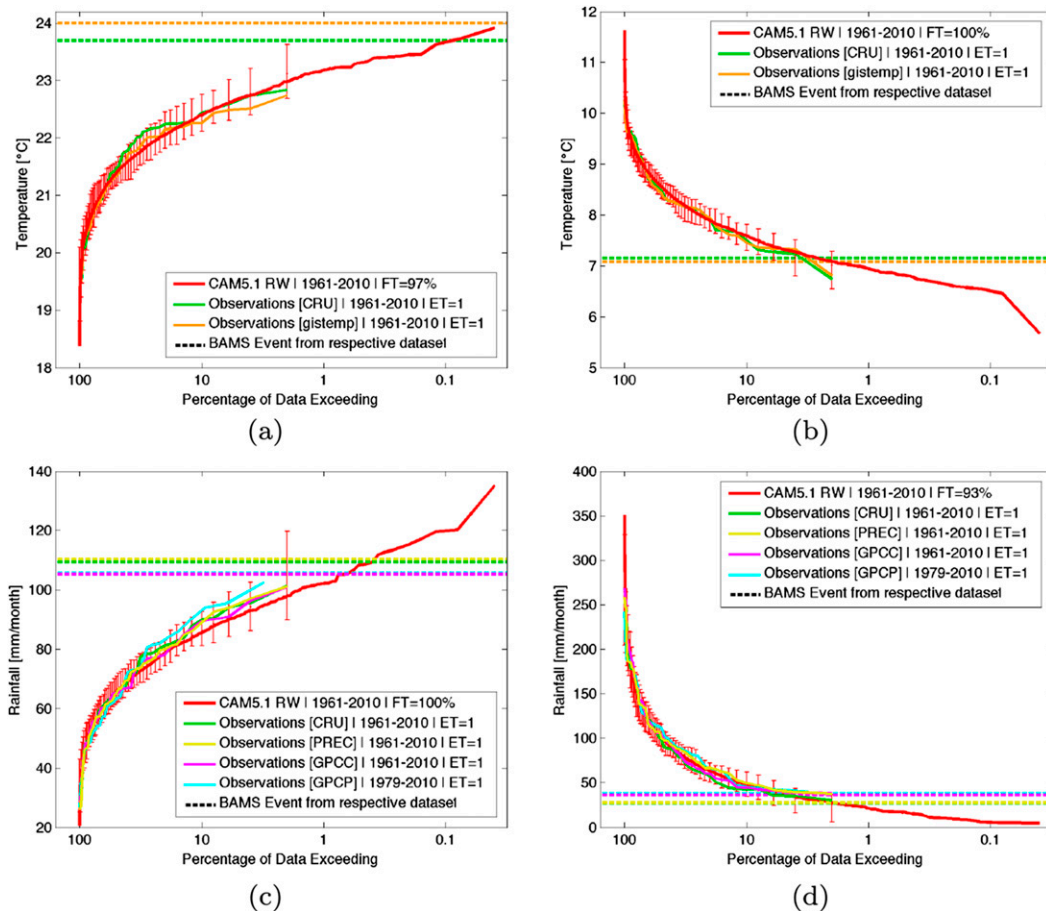 24
23
22
21
20
19
18
Temperature [°C]
CAM5.1 RW | 1961-2010 | FT=97%
Observations [CRU] | 1961-2010 | ET=1
Observations [gistemp] | 1961-2010 | ET=1
BAMS Event from respective dataset
100
10
1
0.1
Percentage of Data Exceeding
(a)
12
11
10
9
8
7
6
5
Temperature [°C]
CAM5.1 RW | 1961-2010 | FT=100%
Observations [CRU] | 1961-2010 | ET=1
Observations [gistemp] | 1961-2010 | ET=1
BAMS Event from respective dataset
100
10
1
0.1
Percentage of Data Exceeding
(b)
140
120
100
80
60
40
20
Rainfall [mm/month]
CAM5.1 RW | 1961-2010 | FT=100%
Observations [CRU] | 1961-2010 | ET=1
Observations [PREC] | 1961-2010 | ET=1
Observations [GPCC] | 1961-2010 | ET=1
Observations [GPCP] | 1979-2010 | ET=1
BAMS Event from respective dataset
100
10
1
0.1
Percentage of Data Exceeding
(c)
400
350
300
250
200
150
100
50
0
Rainfall [mm/month]
CAM5.1 RW | 1961-2010 | FT=93%
Observations [CRU] | 1961-2010 | ET=1
Observations [PREC] | 1961-2010 | ET=1
Observations [GPCC] | 1961-2010 | ET=1
Observations [GPCP] | 1979-2010 | ET=1
BAMS Event from respective dataset
100
10
1
0.1
Percentage of Data Exceeding
(d)